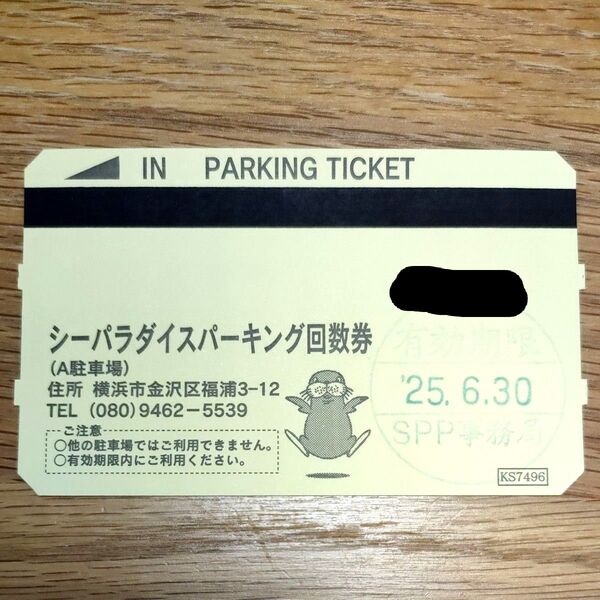 IN PARKING TICKET
シーパラダイスパーキング回数券
(A駐車場)
住所 横浜市金沢区福浦3-12
TEL (080)9462-5539
ご注意
○他の駐車場ではご利用できません。
○有効期限内にご利用ください。
有効期限
'25.6.30
SPP事務局
KS7496